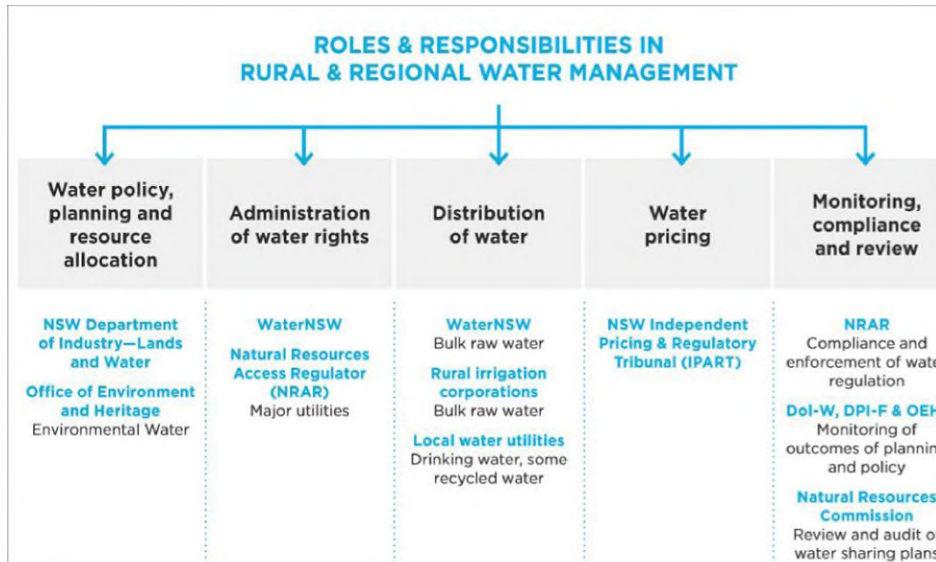 ROLES & RESPONSIBILITIES IN
RURAL & REGIONAL WATER MANAGEMENT
Water policy,
planning and
resource
allocation
NSW Department
of Industry—Lands
and Water
Office of Environment
and Heritage
Environmental Water
Administration
of water rights
WaterNSW
Natural Resources
Access Regulator
(NRAR)
Major utilities
Distribution
of water
WaterNSW
Bulk raw water
Rural irrigation
corporations
Bulk raw water
Local water utilities
Drinking water, some
recycled water
Water
pricing
NSW Independent
Pricing & Regulatory
Tribunal (IPART)
Monitoring,
compliance
and review
NRAR
Compliance and
enforcement of wate
regulation
DoI-W, DPI-F & OEH
Monitoring of
outcomes of plannin
and policy
Natural Resources
Commission
Review and audit o
water sharing plans